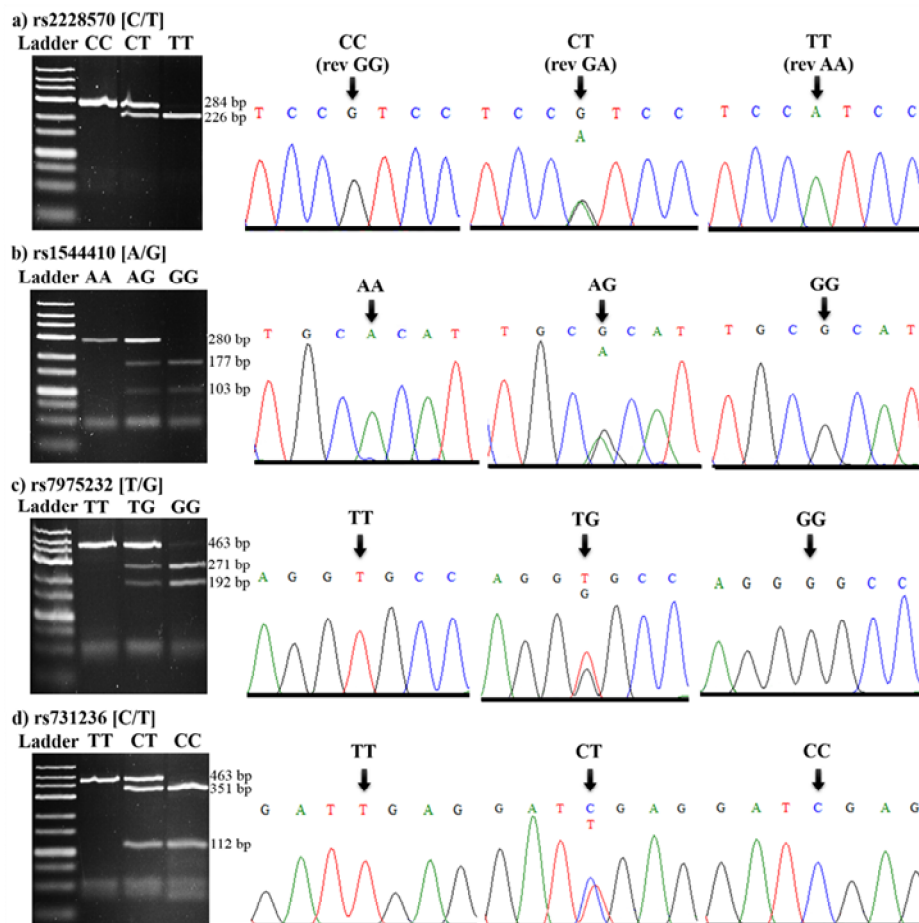 a) rs2228570 [C/T]
Ladder CC CT TT
284 bp
226 bp
CC
(rev GG)
T C C G T C C
CT
(rev GA)
T C C G T C C
A
TT
(rev AA)
T C C A T C C
b) rs1544410 [A/G]
Ladder AA AG GG
280 bp
177 bp
103 bp
AA
T G C A C A T
AG
T G C G C A T
A
GG
T G C G C A T
c) rs7975232 [T/G]
Ladder TT TG GG
463 bp
271 bp
192 bp
TT
A G G T G C C
TG
A G G T G C C
G
GG
A G G G G C C
d) rs731236 [C/T]
Ladder TT CT CC
463 bp
351 bp
112 bp
TT
G A T T G A G
CT
G A T C G A G
T
CC
G A T C G A G